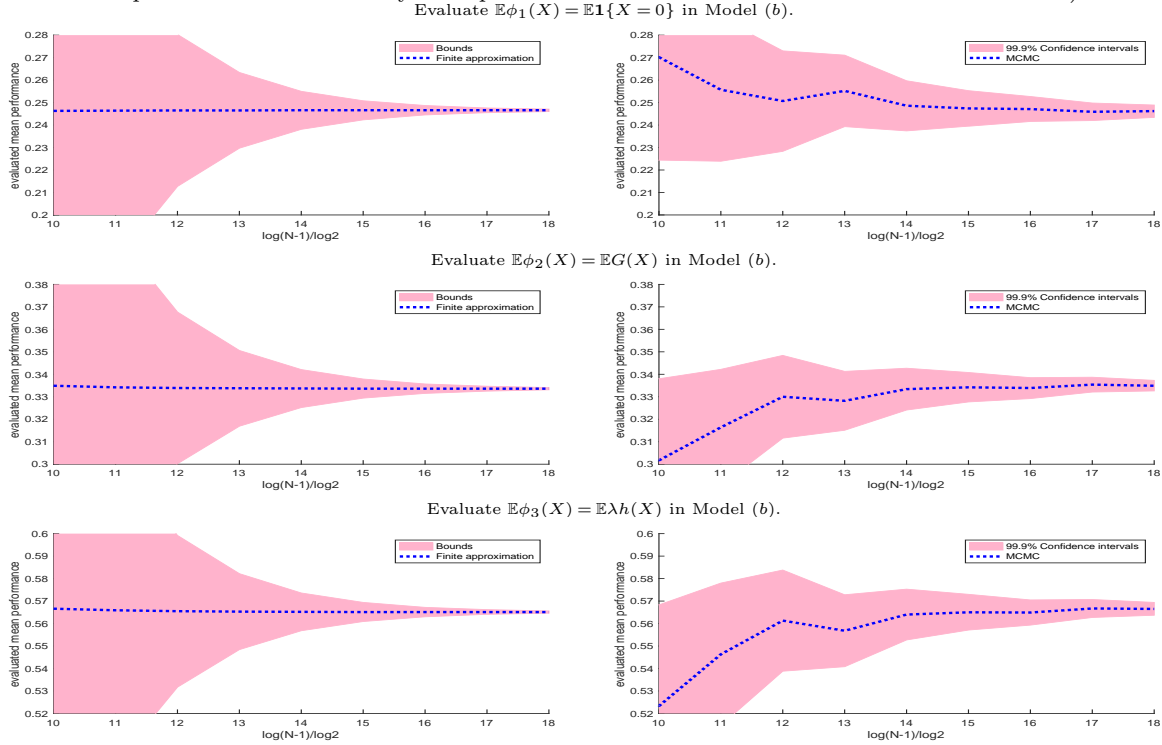 Evaluate 𝔼ϕ₁(X) = 𝔼1{X = 0} in Model (b).
0.28
0.27
0.26
0.25
0.24
0.23
0.22
0.21
0.2
evaluated mean performance
Bounds
Finite approximation
10 11 12 13 14 15 16 17 18
log(N-1)/log2
0.28
0.27
0.26
0.25
0.24
0.23
0.22
0.21
0.2
evaluated mean performance
99.9% Confidence intervals
MCMC
10 11 12 13 14 15 16 17 18
log(N-1)/log2
Evaluate 𝔼ϕ₂(X) = 𝔼G(X) in Model (b).
0.38
0.37
0.36
0.35
0.34
0.33
0.32
0.31
0.3
evaluated mean performance
Bounds
Finite approximation
10 11 12 13 14 15 16 17 18
log(N-1)/log2
0.38
0.37
0.36
0.35
0.34
0.33
0.32
0.31
0.3
evaluated mean performance
99.9% Confidence intervals
MCMC
10 11 12 13 14 15 16 17 18
log(N-1)/log2
Evaluate 𝔼ϕ₃(X) = 𝔼λh(X) in Model (b).
0.6
0.59
0.58
0.57
0.56
0.55
0.54
0.53
0.52
evaluated mean performance
Bounds
Finite approximation
10 11 12 13 14 15 16 17 18
log(N-1)/log2
0.6
0.59
0.58
0.57
0.56
0.55
0.54
0.53
0.52
evaluated mean performance
99.9% Confidence intervals
MCMC
10 11 12 13 14 15 16 17 18
log(N-1)/log2